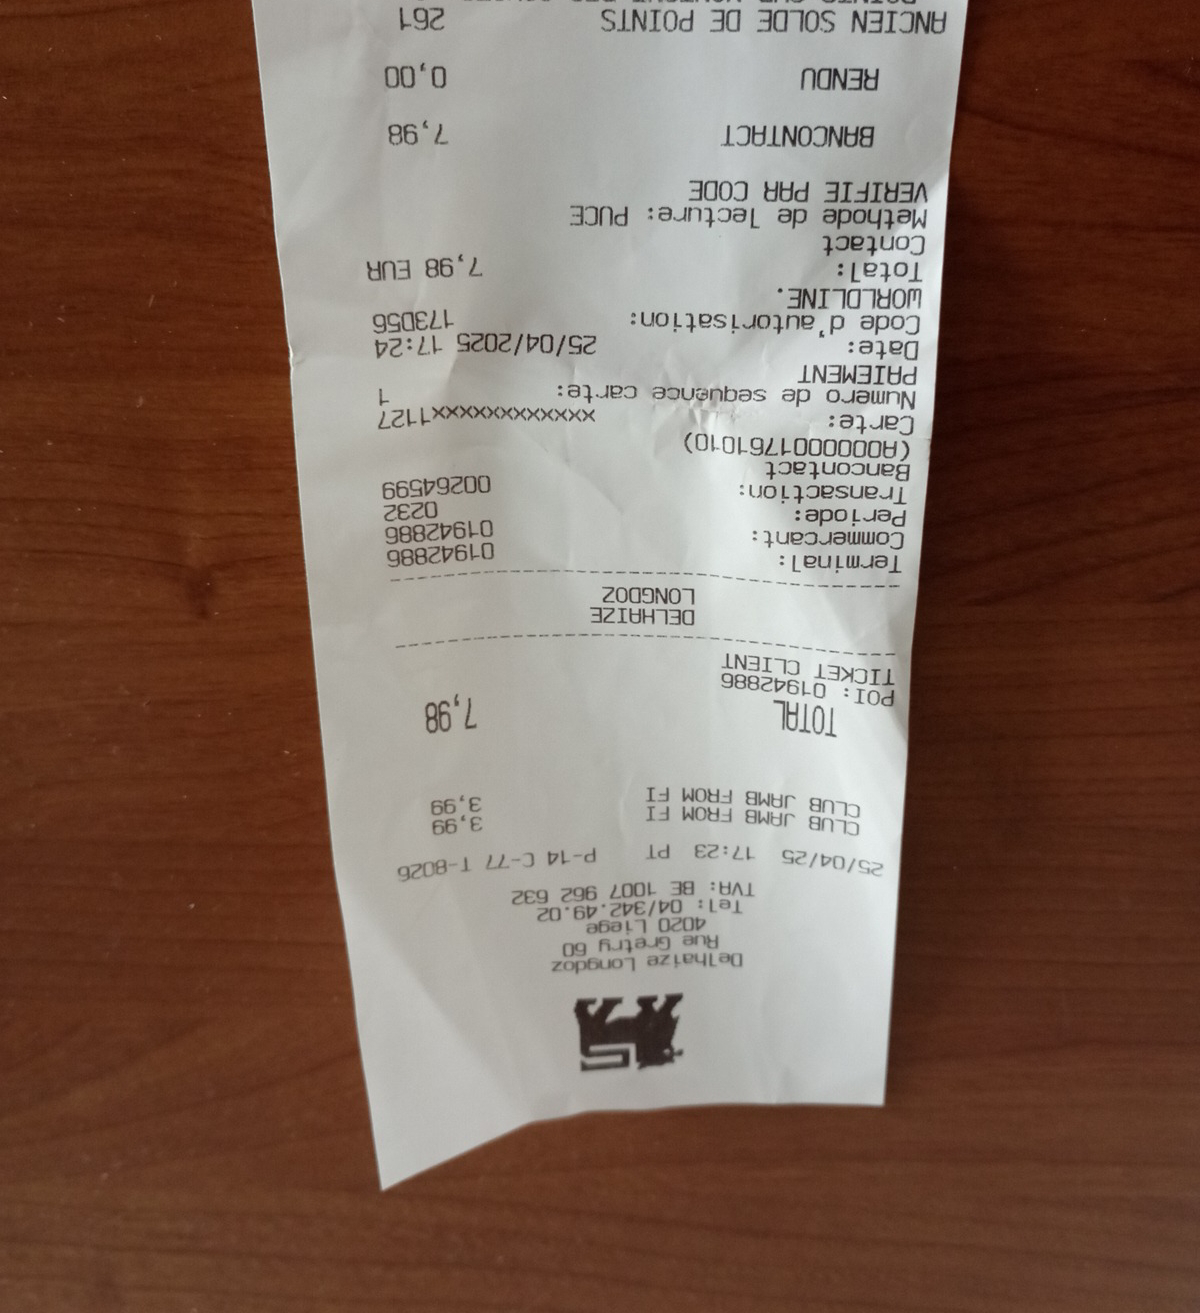 Delhaize Longdoz
Rue Gretry 60
4020 Liege
Tel: 04/342.49.02
TVA: BE 1007 962 632
25/04/25 17:23 PT P-14 C-77 T-8026
CLUB JAMB FROM FI 3,99
CLUB JAMB FROM FI 3,99
TOTAL 7,98
POI: 01942886
TICKET CLIENT
--------------------------------
DELHAIZE
LONGDOZ
--------------------------------
Terminal: 01942886
Commercant: 01942886
Periode: 0232
Transaction: 00264599
Bancontact
(A0000001761010)
Carte: xxxxxxxxxxxx1127
Numero de sequence carte: 1
PAIEMENT
Date: 25/04/2025 17:24
Code d'autorisation: 173D56
WORLDLINE.
Total: 7,98 EUR
Contact
Methode de lecture: PUCE
VERIFIE PAR CODE
BANCONTACT 7,98
RENDU 0,00
ANCIEN SOLDE DE POINTS 261